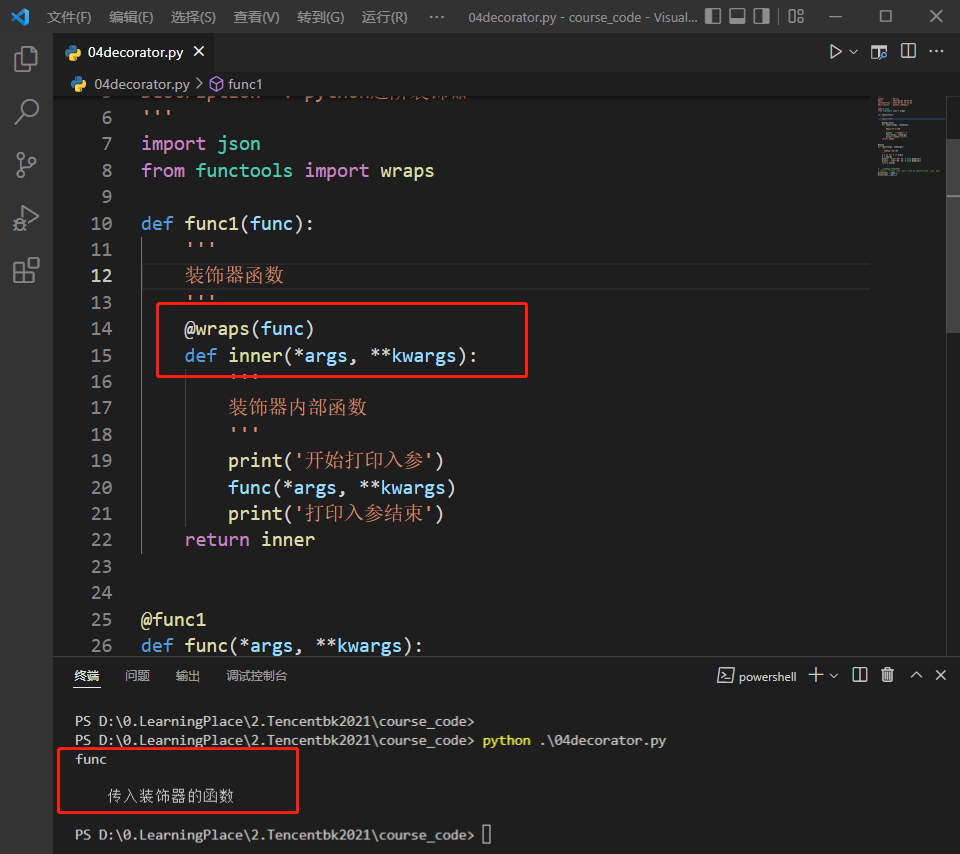 文件(F) 编辑(E) 选择(S) 查看(V) 转到(G) 运行(R) ··· 04decorator.py - course_code - Visual...
04decorator.py
04decorator.py > func1
6 '''
7 import json
8 from functools import wraps
9
10 def func1(func):
11 '''
12 装饰器函数
13 '''
14 @wraps(func)
15 def inner(*args, **kwargs):
16 '''
17 装饰器内部函数
18 '''
19 print('开始打印入参')
20 func(*args, **kwargs)
21 print('打印入参结束')
22 return inner
23
24
25 @func1
26 def func(*args, **kwargs):
终端 问题 输出 调试控制台 powershell
PS D:\0.LearningPlace\2.Tencentbk2021\course_code>
PS D:\0.LearningPlace\2.Tencentbk2021\course_code> python .\04decorator.py
func
传入装饰器的函数
PS D:\0.LearningPlace\2.Tencentbk2021\course_code>